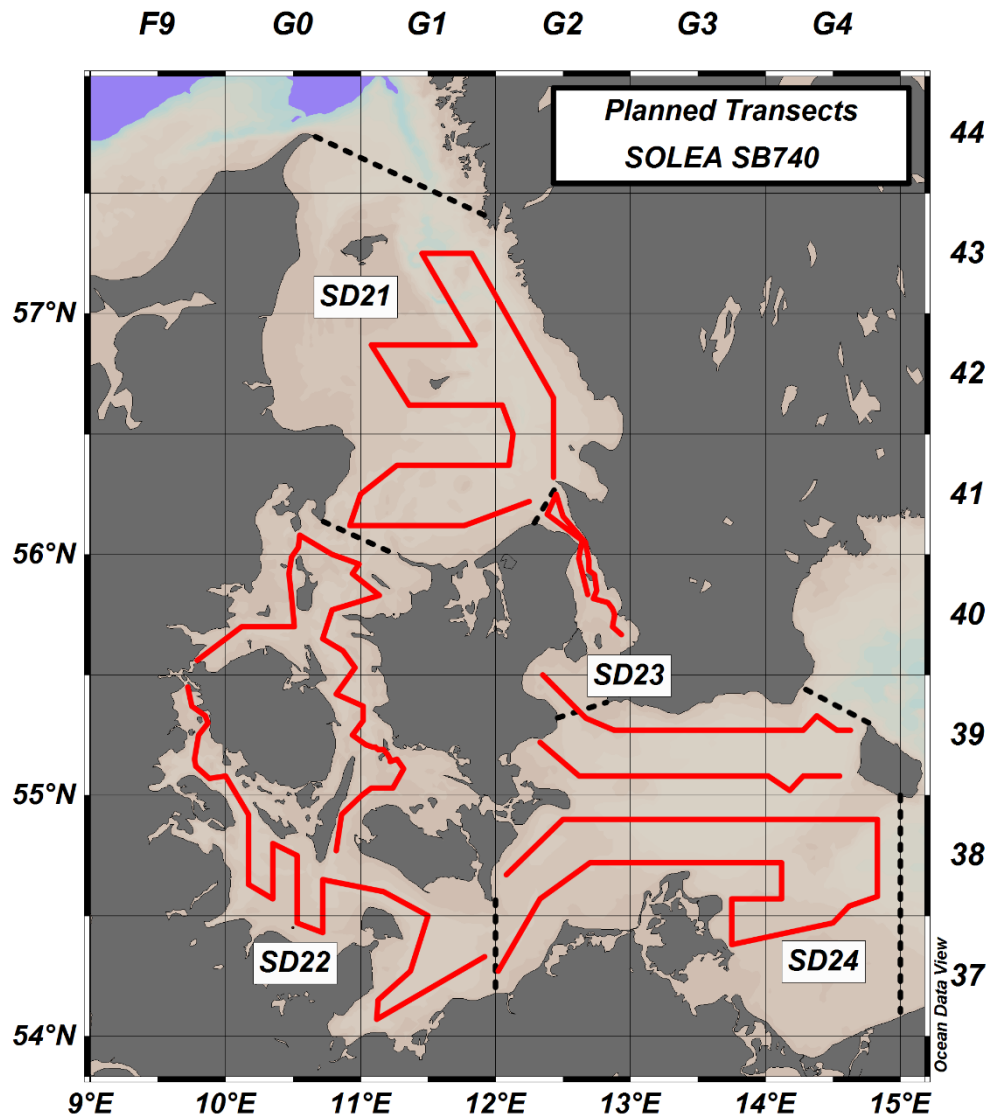 F9 G0 G1 G2 G3 G4
Planned Transects
SOLEA SB740
44
43
SD21
57°N
42
41
56°N
40
SD23
39
55°N
38
SD22
SD24
37
54°N
Ocean Data View
9°E 10°E 11°E 12°E 13°E 14°E 15°E